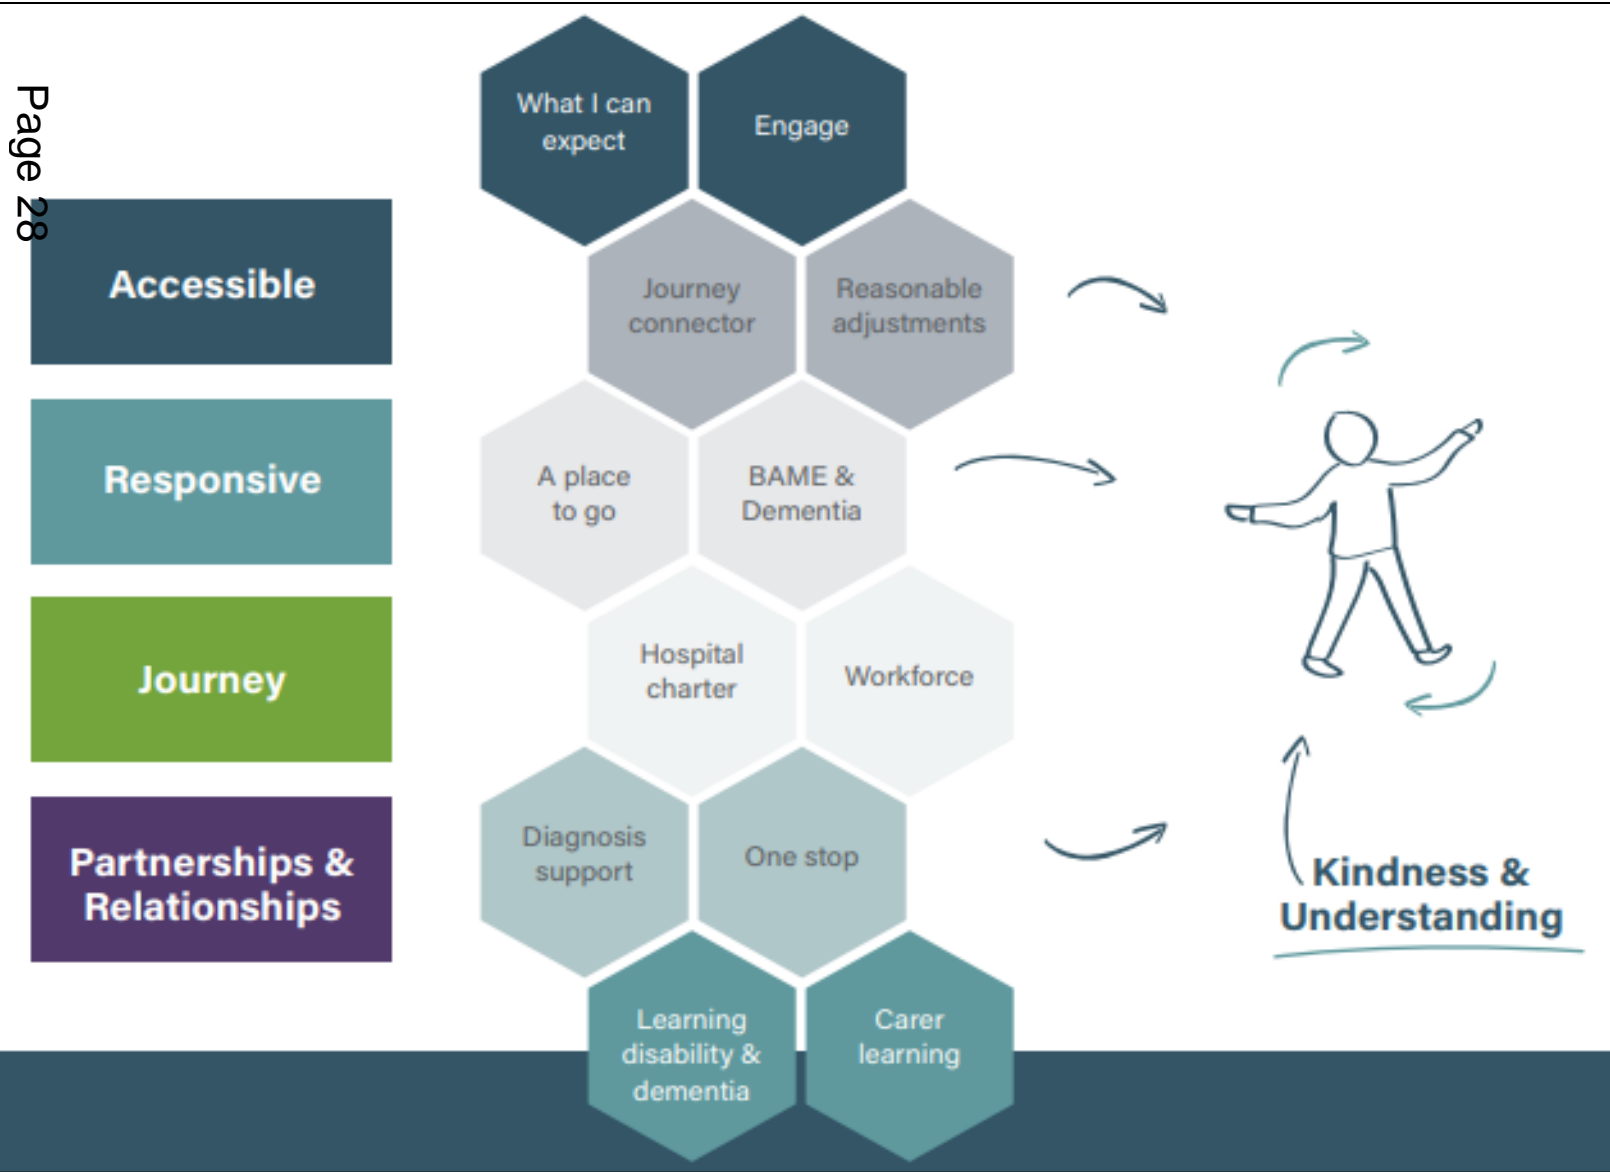 Page 28
What I can
expect
Engage
Accessible
Journey
connector
Reasonable
adjustments
Responsive
A place
to go
BAME &
Dementia
Journey
Hospital
charter
Workforce
Partnerships &
Relationships
Diagnosis
support
One stop
Kindness &
Understanding
Learning
disability &
dementia
Carer
learning